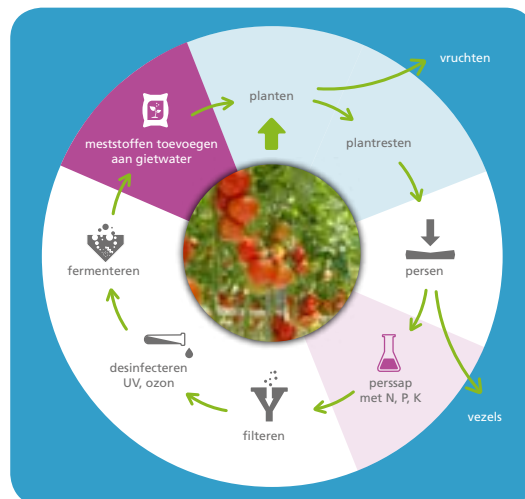 vruchten
planten
plantresten
persen
vezels
perssap
met N, P, K
filteren
desinfecteren
UV, ozon
fermenteren
meststoffen toevoegen
aan gietwater